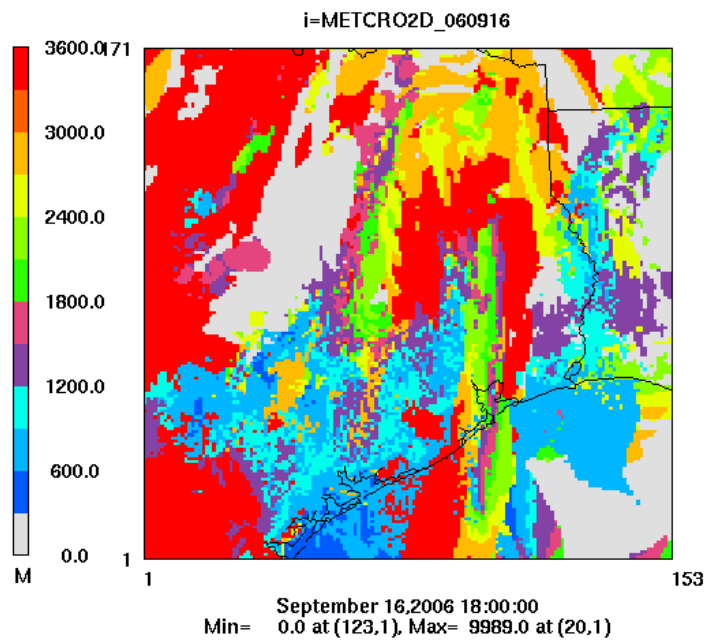 i=METCRO2D_060916
3600.0
171
3000.0
2400.0
1800.0
1200.0
600.0
0.0
1
M
1
153
September 16,2006 18:00:00
Min= 0.0 at (123,1), Max= 9989.0 at (20,1)